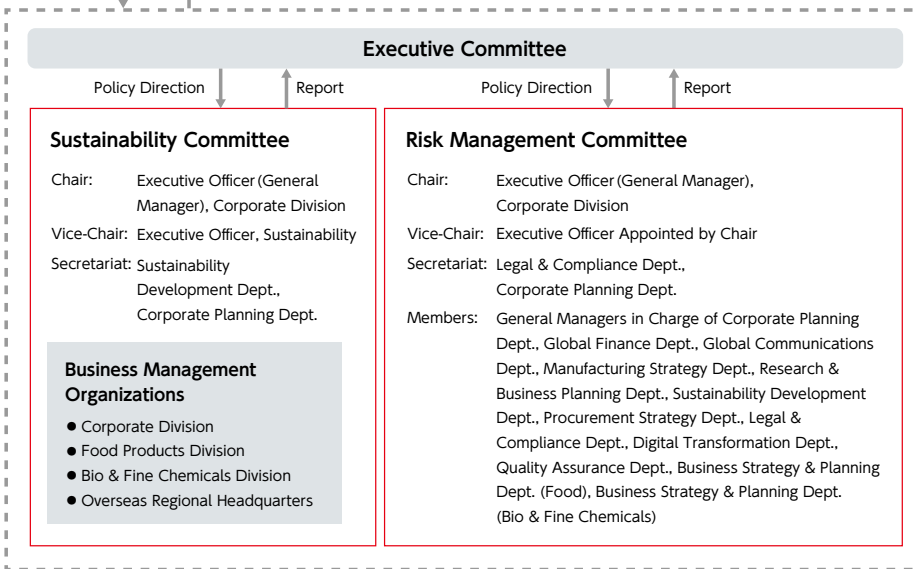 Executive Committee
Policy Direction
Report
Policy Direction
Report
Sustainability Committee
Chair: Executive Officer (General
Manager), Corporate Division
Vice-Chair: Executive Officer, Sustainability
Secretariat: Sustainability
Development Dept.,
Corporate Planning Dept.
Business Management
Organizations
● Corporate Division
● Food Products Division
● Bio & Fine Chemicals Division
● Overseas Regional Headquarters
Risk Management Committee
Chair: Executive Officer (General Manager),
Corporate Division
Vice-Chair: Executive Officer Appointed by Chair
Secretariat: Legal & Compliance Dept.,
Corporate Planning Dept.
Members: General Managers in Charge of Corporate Planning
Dept., Global Finance Dept., Global Communications
Dept., Manufacturing Strategy Dept., Research &
Business Planning Dept., Sustainability Development
Dept., Procurement Strategy Dept., Legal &
Compliance Dept., Digital Transformation Dept.,
Quality Assurance Dept., Business Strategy & Planning
Dept. (Food), Business Strategy & Planning Dept.
(Bio & Fine Chemicals)